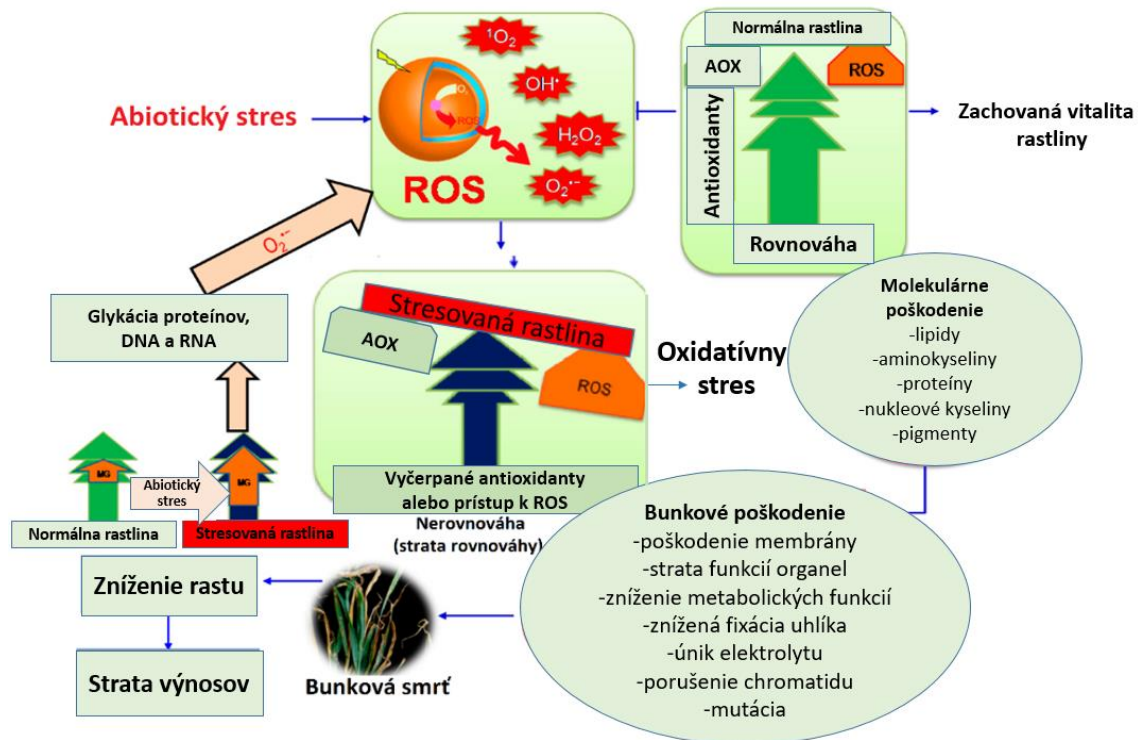 Abiotický stres
¹O₂
OH•
H₂O₂
O₂•−
O₂
ROS
ROS
Normálna rastlina
AOX
ROS
Antioxidanty
Rovnováha
Zachovaná vitalita
rastliny
O₂•−
Glykácia proteínov,
DNA a RNA
MG
Abiotický
stres
MG
Normálna rastlina
Stresovaná rastlina
Stresovaná rastlina
AOX
ROS
Vyčerpané antioxidanty
alebo prístup k ROS
Nerovnováha
(strata rovnováhy)
Oxidatívny
stres
Molekulárne
poškodenie
-lipidy
-aminokyseliny
-proteíny
-nukleové kyseliny
-pigmenty
Bunkové poškodenie
-poškodenie membrány
-strata funkcií organel
-zníženie metabolických funkcií
-znížená fixácia uhlíka
-únik elektrolytu
-porušenie chromatidu
-mutácia
Bunková smrť
Zníženie rastu
Strata výnosov